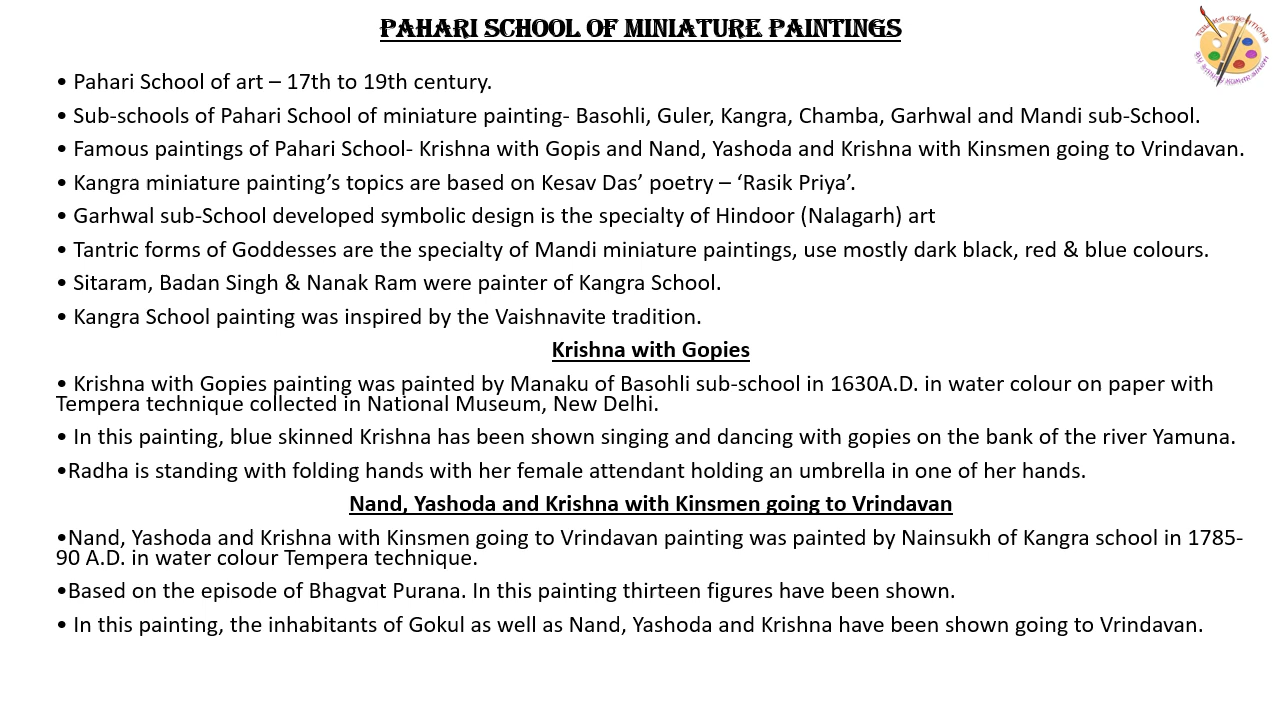 PAHARI SCHOOL OF MINIATURE PAINTINGS
• Pahari School of art – 17th to 19th century.
• Sub-schools of Pahari School of miniature painting- Basohli, Guler, Kangra, Chamba, Garhwal and Mandi sub-School.
• Famous paintings of Pahari School- Krishna with Gopis and Nand, Yashoda and Krishna with Kinsmen going to Vrindavan.
• Kangra miniature painting’s topics are based on Kesav Das’ poetry – ‘Rasik Priya’.
• Garhwal sub-School developed symbolic design is the specialty of Hindoor (Nalagarh) art
• Tantric forms of Goddesses are the specialty of Mandi miniature paintings, use mostly dark black, red & blue colours.
• Sitaram, Badan Singh & Nanak Ram were painter of Kangra School.
• Kangra School painting was inspired by the Vaishnavite tradition.
Krishna with Gopies
• Krishna with Gopies painting was painted by Manaku of Basohli sub-school in 1630A.D. in water colour on paper with
Tempera technique collected in National Museum, New Delhi.
• In this painting, blue skinned Krishna has been shown singing and dancing with gopies on the bank of the river Yamuna.
•Radha is standing with folding hands with her female attendant holding an umbrella in one of her hands.
Nand, Yashoda and Krishna with Kinsmen going to Vrindavan
•Nand, Yashoda and Krishna with Kinsmen going to Vrindavan painting was painted by Nainsukh of Kangra school in 1785-
90 A.D. in water colour Tempera technique.
•Based on the episode of Bhagvat Purana. In this painting thirteen figures have been shown.
• In this painting, the inhabitants of Gokul as well as Nand, Yashoda and Krishna have been shown going to Vrindavan.